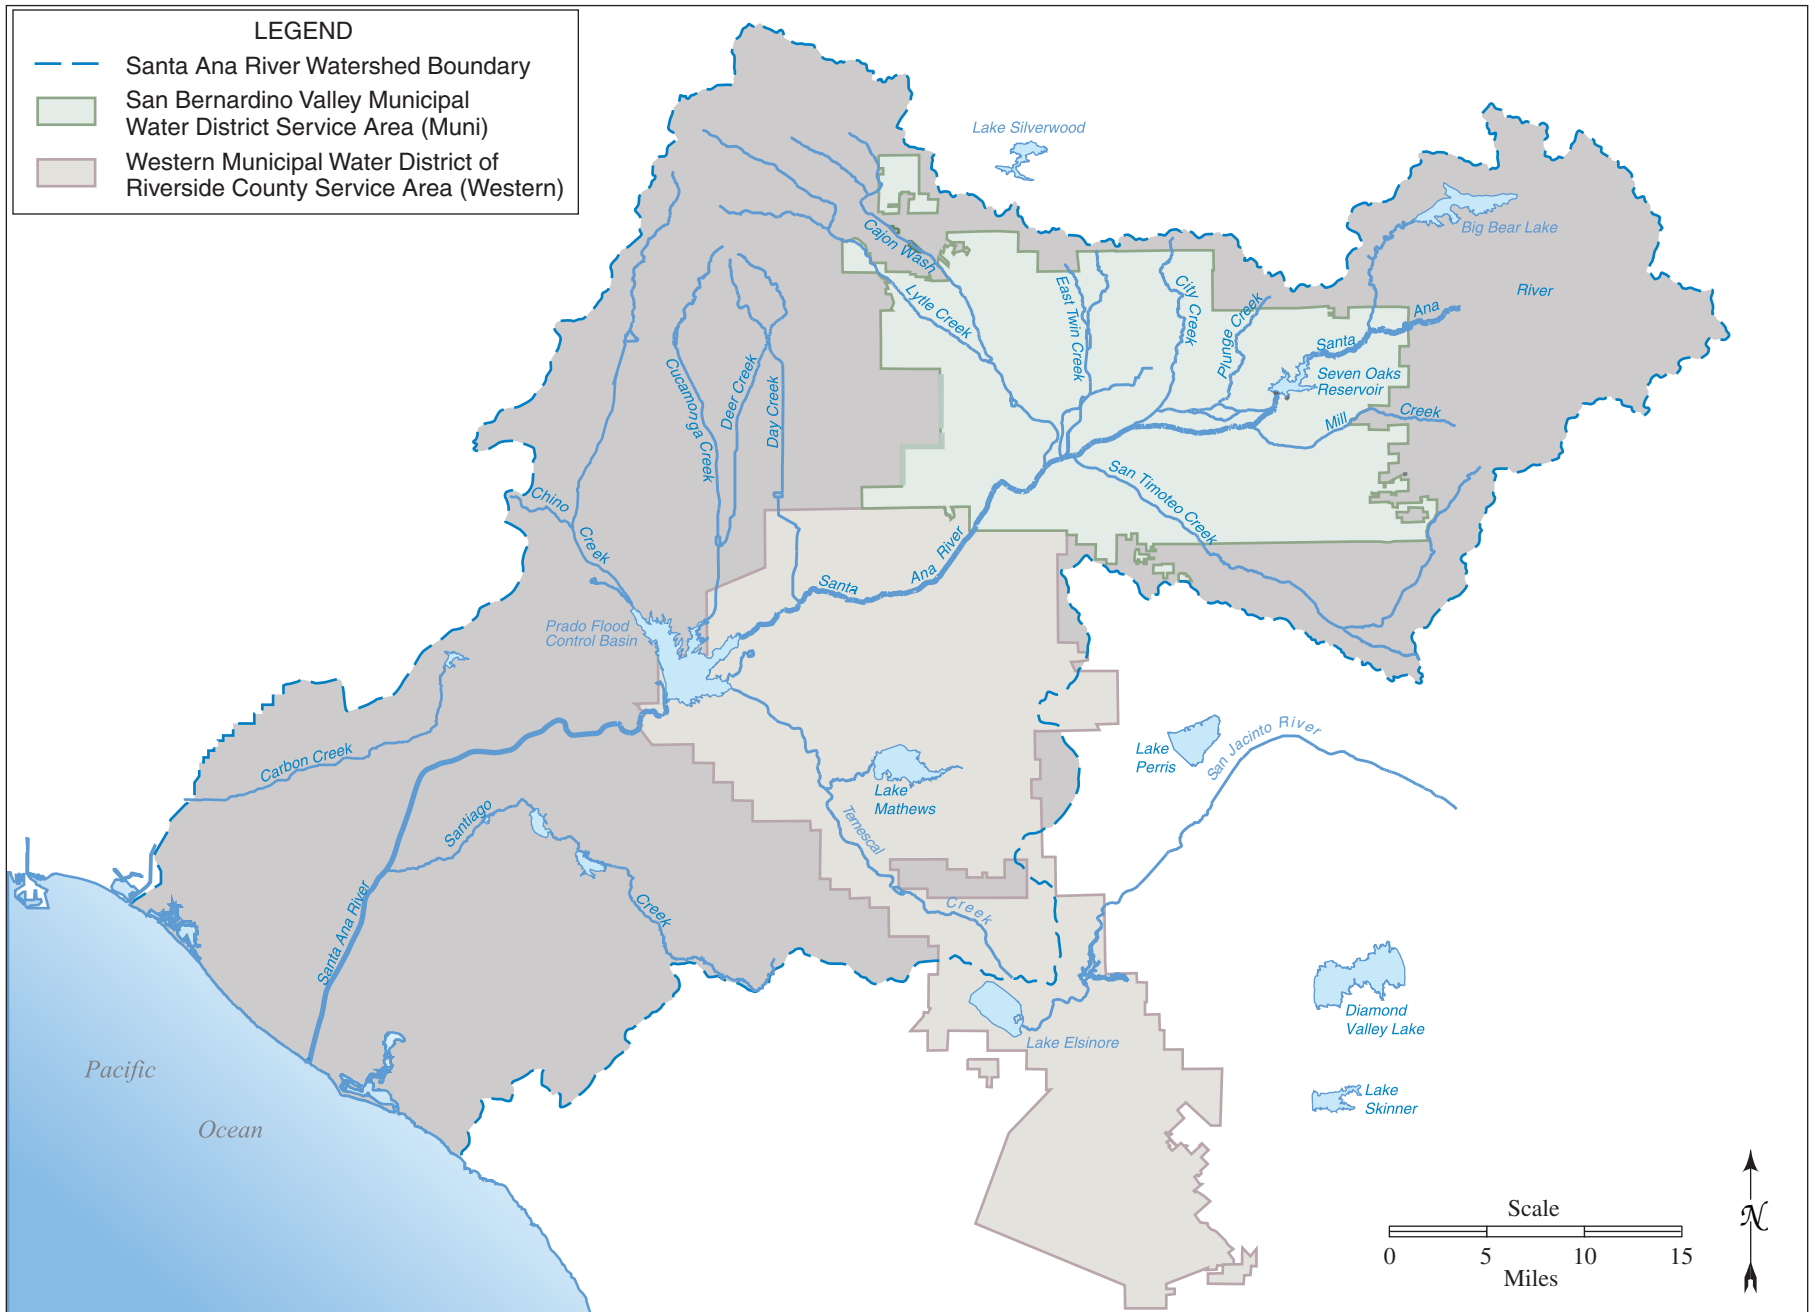 LEGEND
Santa Ana River Watershed Boundary
San Bernardino Valley Municipal
Water District Service Area (Muni)
Western Municipal Water District of
Riverside County Service Area (Western)
Lake Silverwood
Big Bear Lake
River
Ana
Santa
Cajon Wash
Lytle Creek
East Twin Creek
City Creek
Plunge Creek
Seven Oaks
Reservoir
Mill
Creek
Cucamonga Creek
Deer Creek
Day Creek
San Timoteo Creek
Chino
Creek
Santa
Ana
River
Prado Flood
Control Basin
Carbon Creek
Santiago
Creek
Santa Ana River
Lake
Mathews
Temescal
Creek
Lake
Perris
San Jacinto River
Lake Elsinore
Diamond
Valley Lake
Lake
Skinner
Pacific
Ocean
Scale
0 5 10 15
Miles
N